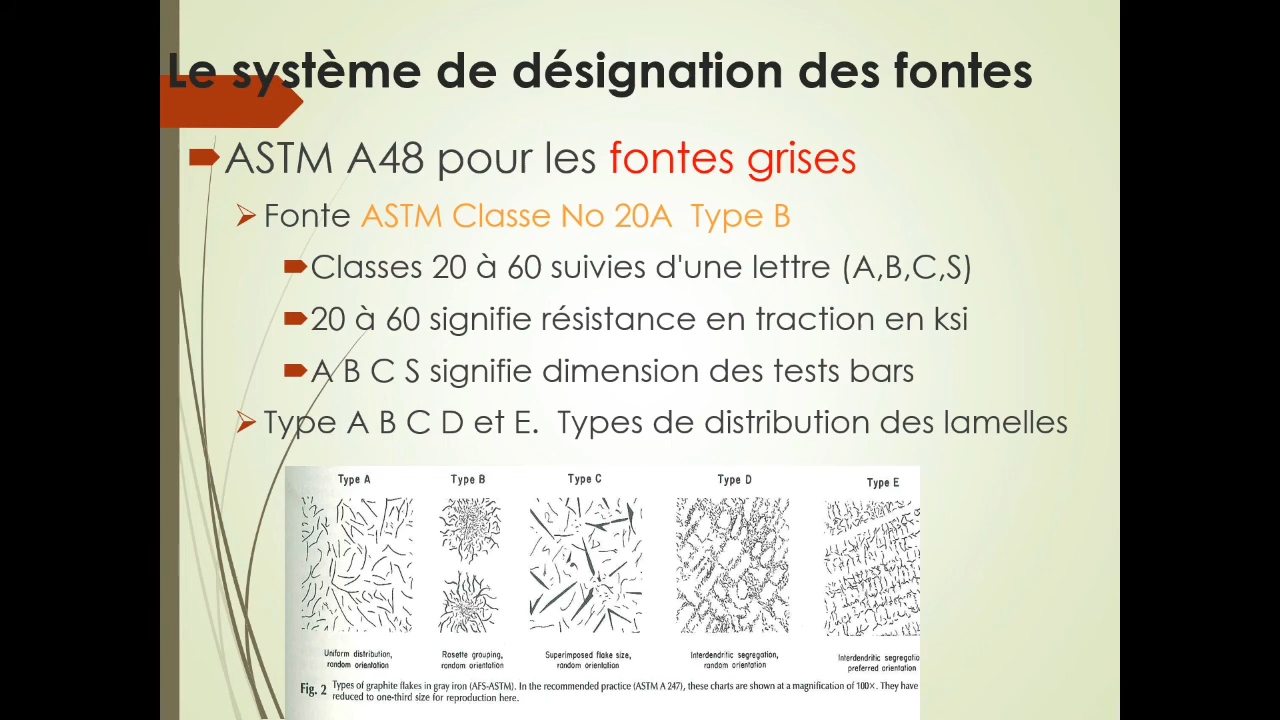 Le système de désignation des fontes
ASTM A48 pour les fontes grises
Fonte ASTM Classe No 20A Type B
Classes 20 à 60 suivies d'une lettre (A,B,C,S)
20 à 60 signifie résistance en traction en ksi
A B C S signifie dimension des tests bars
Type A B C D et E. Types de distribution des lamelles
Type A Type B Type C Type D Type E
Uniform distribution, random orientation
Rosette grouping, random orientation
Superimposed flake size, random orientation
Interdendritic segregation, random orientation
Interdendritic segregatio preferred orientation
Fig. 2 Types of graphite flakes in gray iron (AFS-ASTM). In the recommended practice (ASTM A 247), these charts are shown at a magnification of 100×. They have
reduced to one-third size for reproduction here.